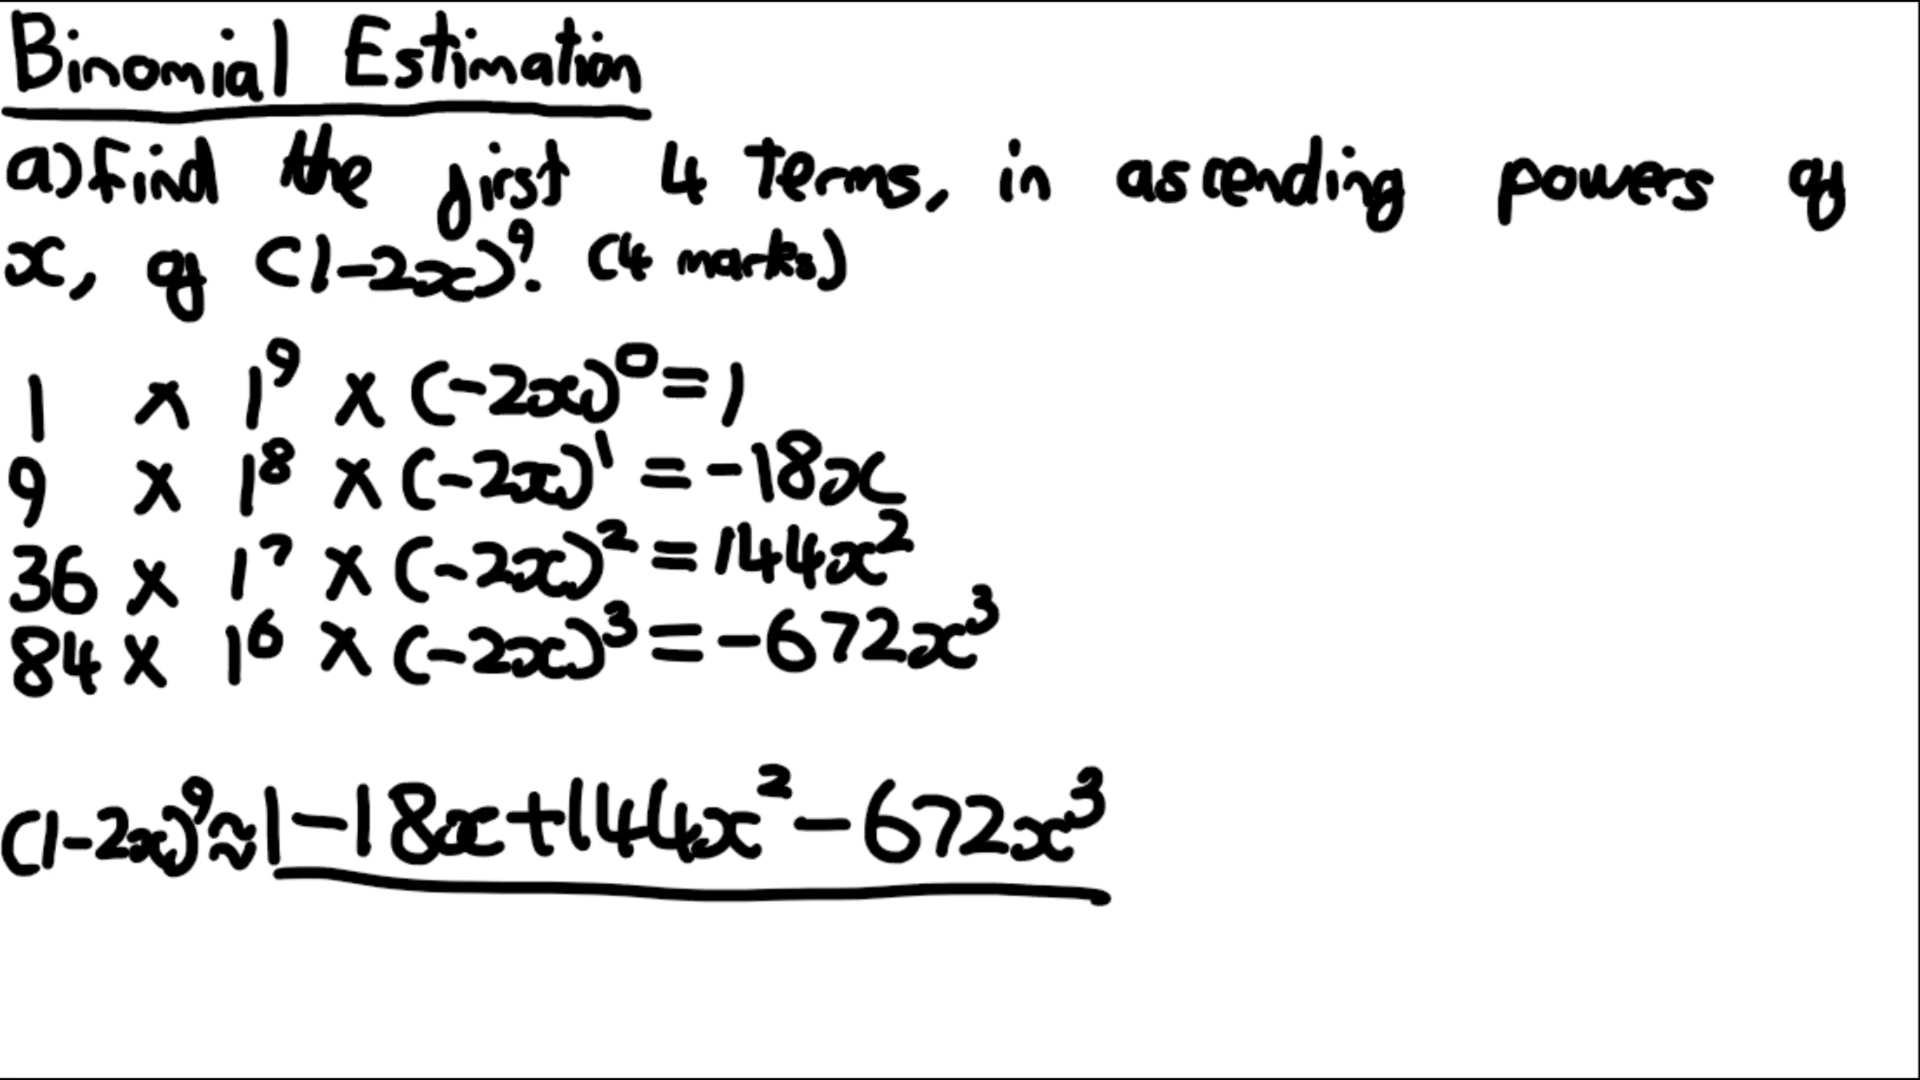 Binomial Estimation
a) Find the first 4 terms, in ascending powers of
x, of (1-2x)⁹. (4 marks)
1 × 1⁹ × (-2x)⁰ = 1
9 × 1⁸ × (-2x)¹ = -18x
36 × 1⁷ × (-2x)² = 144x²
84 × 1⁶ × (-2x)³ = -672x³
(1-2x)⁹ ≈ 1-18x+144x²-672x³